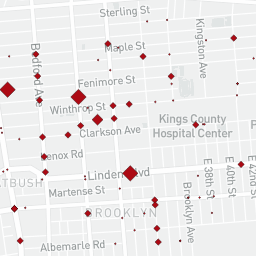 Sterling St
Maple St
Kingston Ave
Bedford Ave
Fenimore St
Winthrop St
Clarkson Ave
Kings County
Hospital Center
Lenox Rd
Linden Blvd
E 38th St
E 40th St
E 42nd St
ATBUSH
Martense St
BROOKLYN
Brooklyn Ave
Albemarle Rd